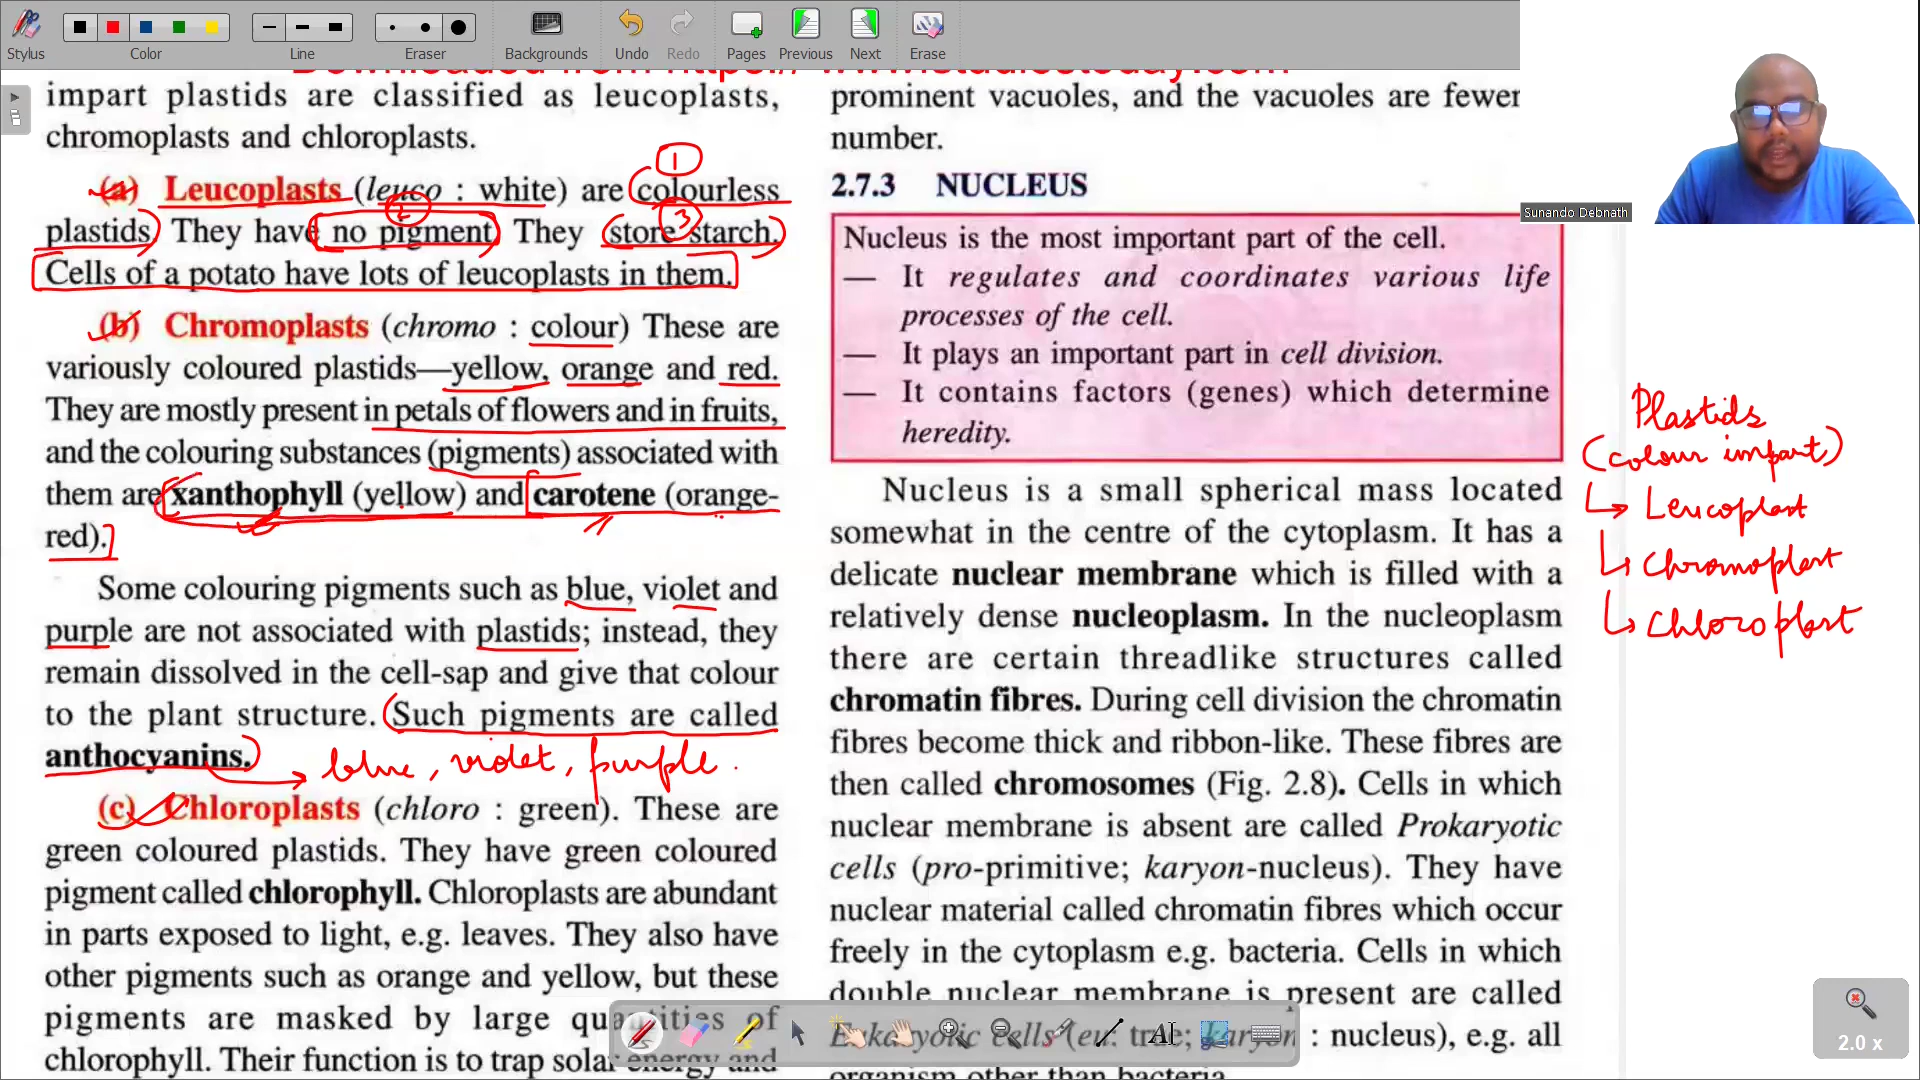 Stylus
Color
Line
Eraser
Backgrounds
Undo
Redo
Pages
Previous
Next
Erase
impart plastids are classified as leucoplasts,
chromoplasts and chloroplasts.
1
(a) Leucoplasts (leuco : white) are colourless
2
3
plastids. They have no pigment. They store starch.
Cells of a potato have lots of leucoplasts in them.
(b) Chromoplasts (chromo : colour) These are
variously coloured plastids—yellow, orange and red.
They are mostly present in petals of flowers and in fruits,
and the colouring substances (pigments) associated with
them are xanthophyll (yellow) and carotene (orange-
red).
Some colouring pigments such as blue, violet and
purple are not associated with plastids; instead, they
remain dissolved in the cell-sap and give that colour
to the plant structure. Such pigments are called
anthocyanins.
blue, violet, purple.
(c) Chloroplasts (chloro : green). These are
green coloured plastids. They have green coloured
pigment called chlorophyll. Chloroplasts are abundant
in parts exposed to light, e.g. leaves. They also have
other pigments such as orange and yellow, but these
pigments are masked by large quantities of
chlorophyll. Their function is to trap solar energy and
prominent vacuoles, and the vacuoles are fewer
number.
2.7.3 NUCLEUS
Nucleus is the most important part of the cell.
— It regulates and coordinates various life
processes of the cell.
— It plays an important part in cell division.
— It contains factors (genes) which determine
heredity.
Nucleus is a small spherical mass located
somewhat in the centre of the cytoplasm. It has a
delicate nuclear membrane which is filled with a
relatively dense nucleoplasm. In the nucleoplasm
there are certain threadlike structures called
chromatin fibres. During cell division the chromatin
fibres become thick and ribbon-like. These fibres are
then called chromosomes (Fig. 2.8). Cells in which
nuclear membrane is absent are called Prokaryotic
cells (pro-primitive; karyon-nucleus). They have
nuclear material called chromatin fibres which occur
freely in the cytoplasm e.g. bacteria. Cells in which
double nuclear membrane is present are called
Eukaryotic cells (eu: true; karyon : nucleus), e.g. all
organism other than bacteria
Sunando Debnath
Plastids
(colour impart)
Leucoplast
Chromoplast
Chloroplast
2.0 x